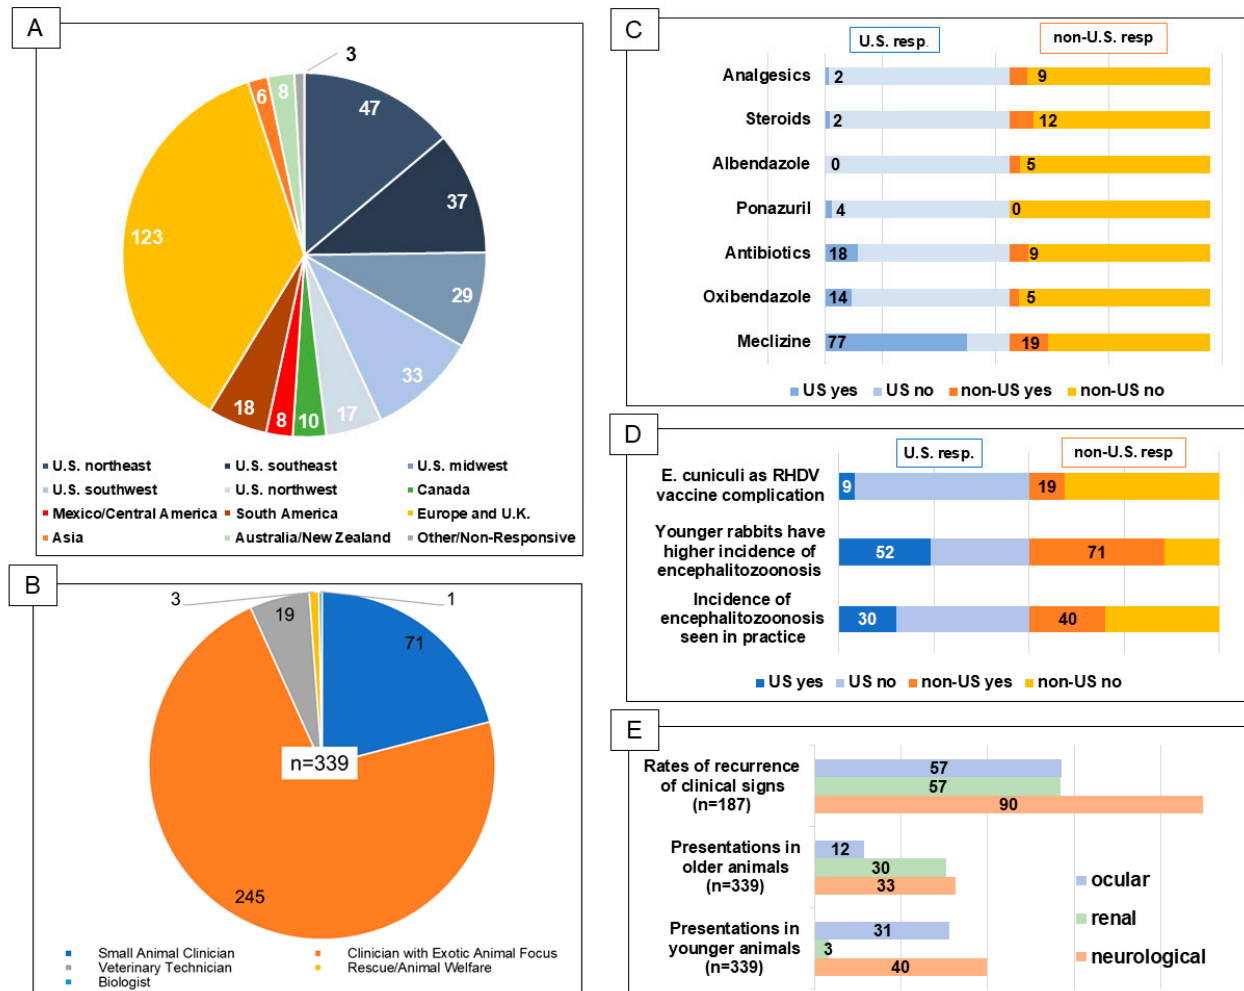 A
3
47
37
29
33
17
10
8
18
123
6
8
U.S. northeast
U.S. southeast
U.S. midwest
U.S. southwest
U.S. northwest
Canada
Mexico/Central America
South America
Europe and U.K.
Asia
Australia/New Zealand
Other/Non-Responsive
B
3
19
1
71
n=339
245
Small Animal Clinician
Clinician with Exotic Animal Focus
Veterinary Technician
Rescue/Animal Welfare
Biologist
C
U.S. resp.
non-U.S. resp
Analgesics
2
9
Steroids
2
12
Albendazole
0
5
Ponazuril
4
0
Antibiotics
18
9
Oxibendazole
14
5
Meclizine
77
19
US yes
US no
non-US yes
non-US no
D
U.S. resp.
non-U.S. resp
E. cuniculi as RHDV
vaccine complication
9
19
Younger rabbits have
higher incidence of
encephalitozoonosis
52
71
Incidence of
encephalitozoonosis
seen in practice
30
40
US yes
US no
non-US yes
non-US no
E
Rates of recurrence
of clinical signs
(n=187)
57
57
90
Presentations in
older animals
(n=339)
12
30
33
Presentations in
younger animals
(n=339)
31
3
40
ocular
renal
neurological